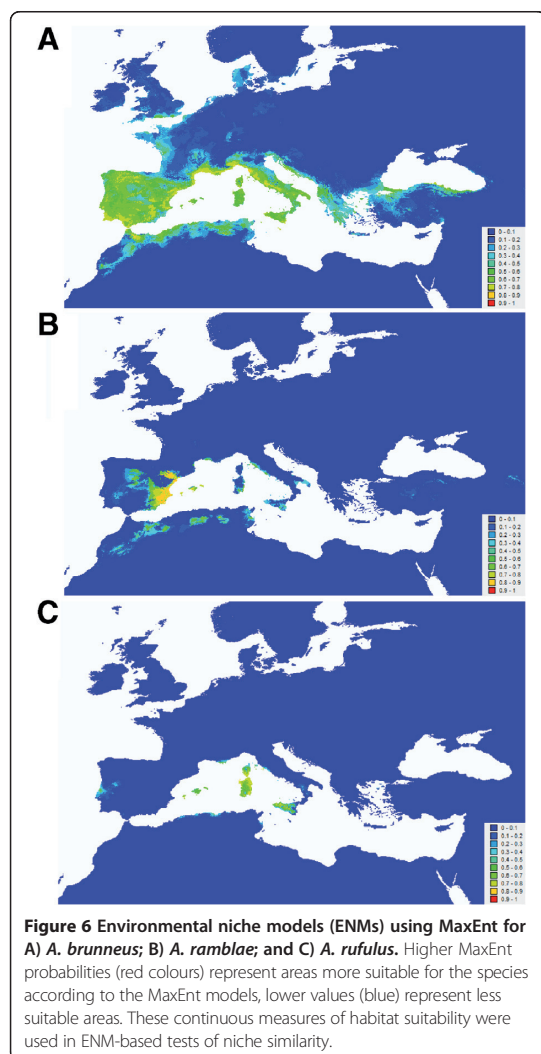 A
0 - 0.1
0.1 - 0.2
0.2 - 0.3
0.3 - 0.4
0.4 - 0.5
0.5 - 0.6
0.6 - 0.7
0.7 - 0.8
0.8 - 0.9
0.9 - 1
B
0 - 0.1
0.1 - 0.2
0.2 - 0.3
0.3 - 0.4
0.4 - 0.5
0.5 - 0.6
0.6 - 0.7
0.7 - 0.8
0.8 - 0.9
0.9 - 1
C
0 - 0.1
0.1 - 0.2
0.2 - 0.3
0.3 - 0.4
0.4 - 0.5
0.5 - 0.6
0.6 - 0.7
0.7 - 0.8
0.8 - 0.9
0.9 - 1
Figure 6 Environmental niche models (ENMs) using MaxEnt for
A) A. brunneus; B) A. ramblae; and C) A. rufulus. Higher MaxEnt
probabilities (red colours) represent areas more suitable for the species
according to the MaxEnt models, lower values (blue) represent less
suitable areas. These continuous measures of habitat suitability were
used in ENM-based tests of niche similarity.